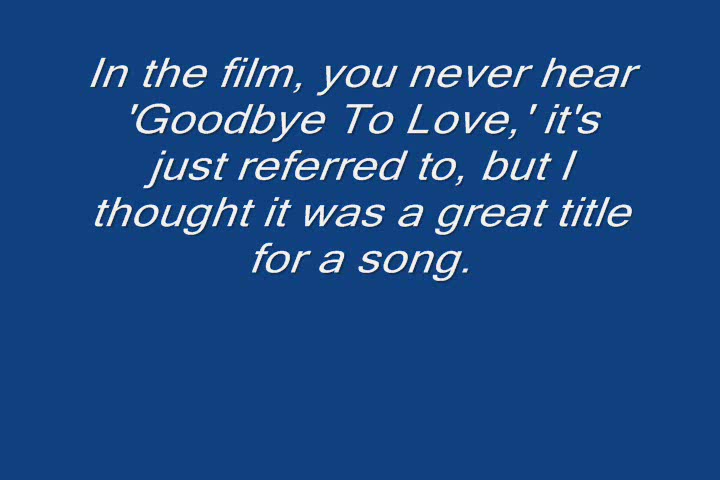 In the film, you never hear
'Goodbye To Love,' it's
just referred to, but I
thought it was a great title
for a song.